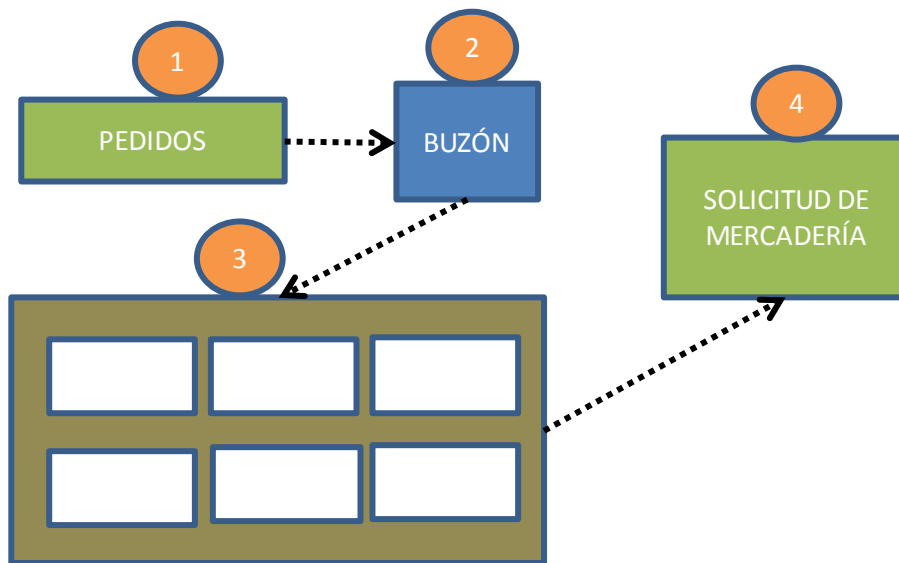 1
PEDIDOS
2
BUZÓN
3
4
SOLICITUD DE
MERCADERÍA